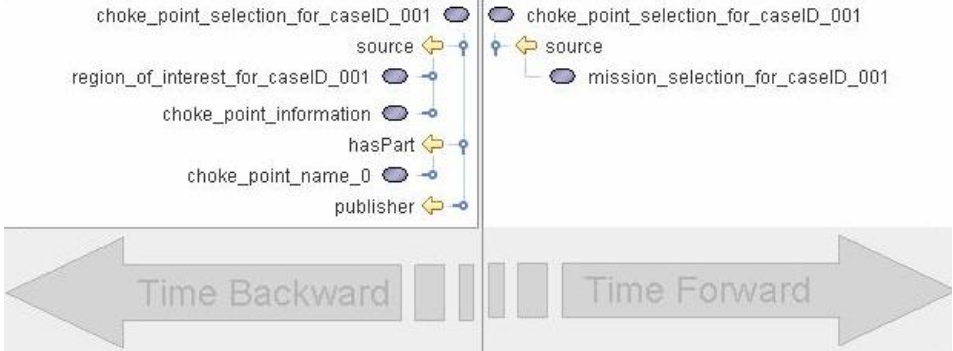 choke_point_selection_for_caseID_001
source
region_of_interest_for_caseID_001
choke_point_information
hasPart
choke_point_name_0
publisher
choke_point_selection_for_caseID_001
source
mission_selection_for_caseID_001
Time Backward
Time Forward